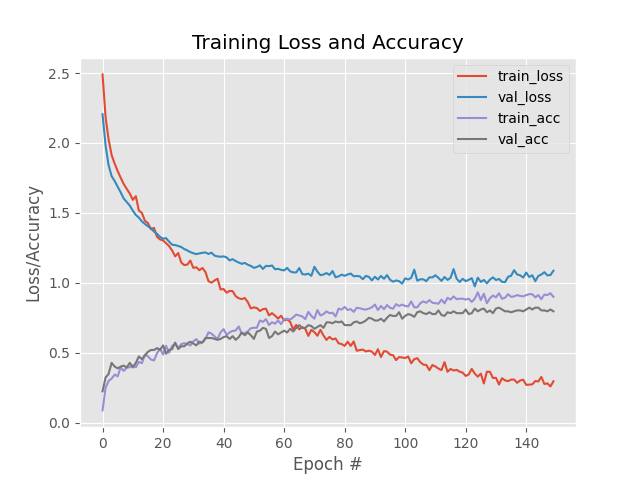 Training Loss and Accuracy
train_loss
val_loss
train_acc
val_acc
Loss/Accuracy
2.5
2.0
1.5
1.0
0.5
0.0
0 20 40 60 80 100 120 140
Epoch #